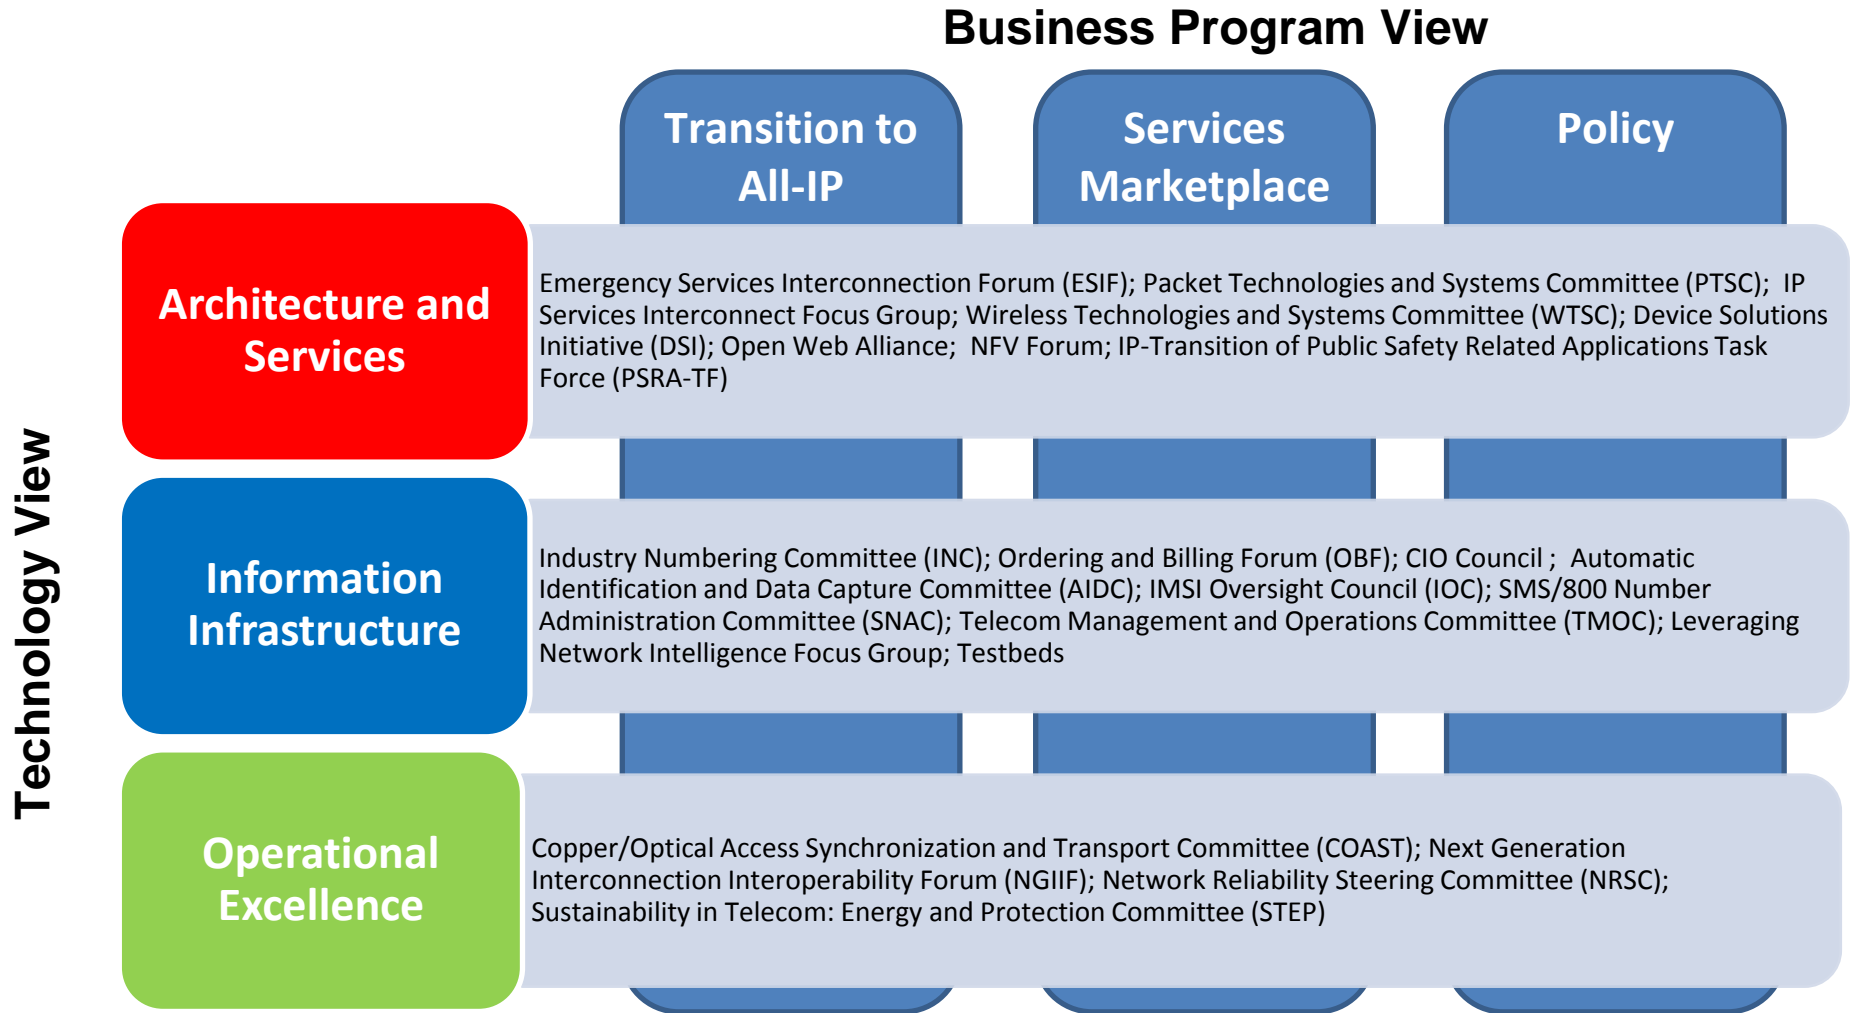 Business Program View
Transition to
All-IP
Services
Marketplace
Policy
Technology View
Architecture and
Services
Emergency Services Interconnection Forum (ESIF); Packet Technologies and Systems Committee (PTSC);  IP
Services Interconnect Focus Group; Wireless Technologies and Systems Committee (WTSC); Device Solutions
Initiative (DSI); Open Web Alliance;  NFV Forum; IP-Transition of Public Safety Related Applications Task
Force (PSRA-TF)
Information
Infrastructure
Industry Numbering Committee (INC); Ordering and Billing Forum (OBF); CIO Council ;  Automatic
Identification and Data Capture Committee (AIDC); IMSI Oversight Council (IOC); SMS/800 Number
Administration Committee (SNAC); Telecom Management and Operations Committee (TMOC); Leveraging
Network Intelligence Focus Group; Testbeds
Operational
Excellence
Copper/Optical Access Synchronization and Transport Committee (COAST); Next Generation
Interconnection Interoperability Forum (NGIIF); Network Reliability Steering Committee (NRSC);
Sustainability in Telecom: Energy and Protection Committee (STEP)